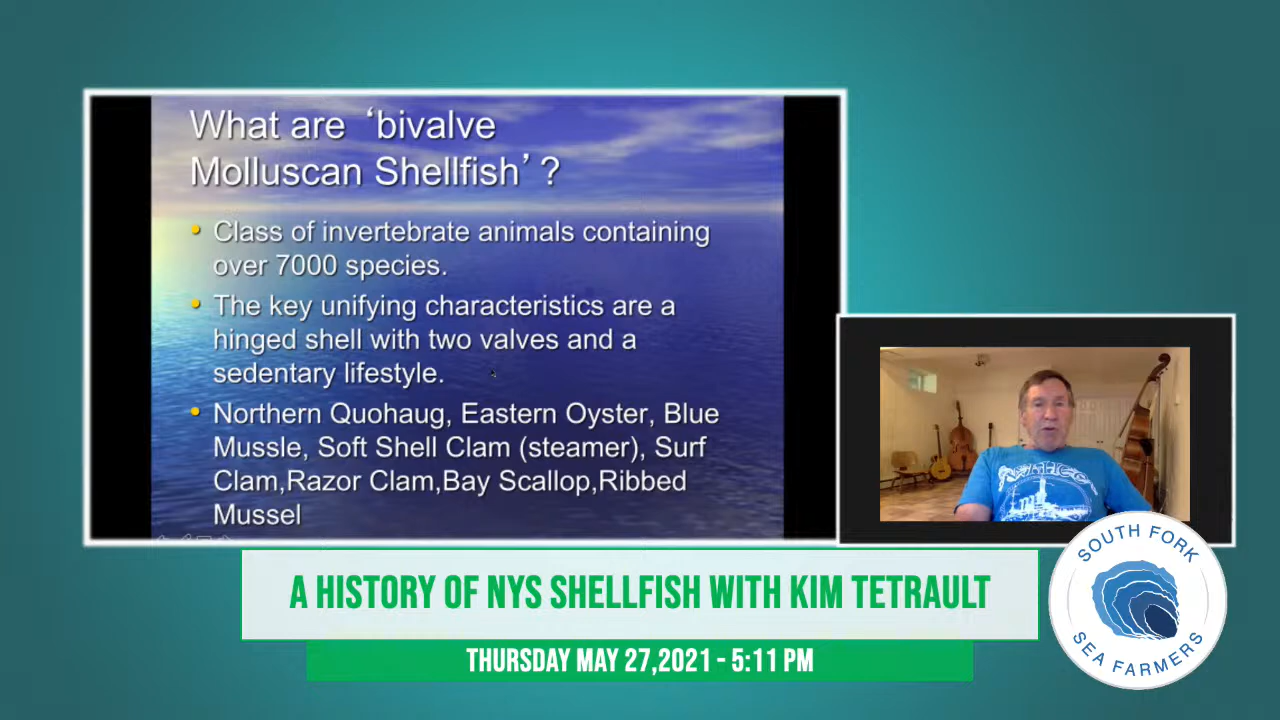 What are ‘bivalve
Molluscan Shellfish’ ?
• Class of invertebrate animals containing
over 7000 species.
• The key unifying characteristics are a
hinged shell with two valves and a
sedentary lifestyle.
• Northern Quohaug, Eastern Oyster, Blue
Mussle, Soft Shell Clam (steamer), Surf
Clam,Razor Clam,Bay Scallop,Ribbed
Mussel
A HISTORY OF NYS SHELLFISH WITH KIM TETRAULT
THURSDAY MAY 27,2021 - 5:11 PM
SOUTH FORK
SEA FARMERS